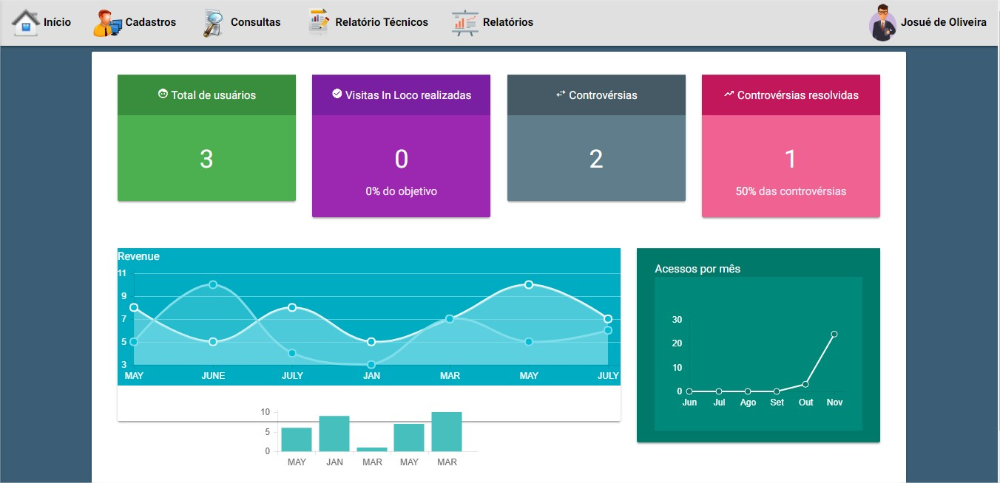 Início Cadastros Consultas Relatório Técnicos Relatórios Josué de Oliveira
Total de usuários
3
Visitas In Loco realizadas
0
0% do objetivo
Controvérsias
2
Controvérsias resolvidas
1
50% das controvérsias
Revenue
11
9
7
5
3
MAY JUNE JULY JAN MAR MAY JULY
10
5
0
MAY JAN MAR MAY MAR
Acessos por mês
30
20
10
0
Jun Jul Ago Set Out Nov